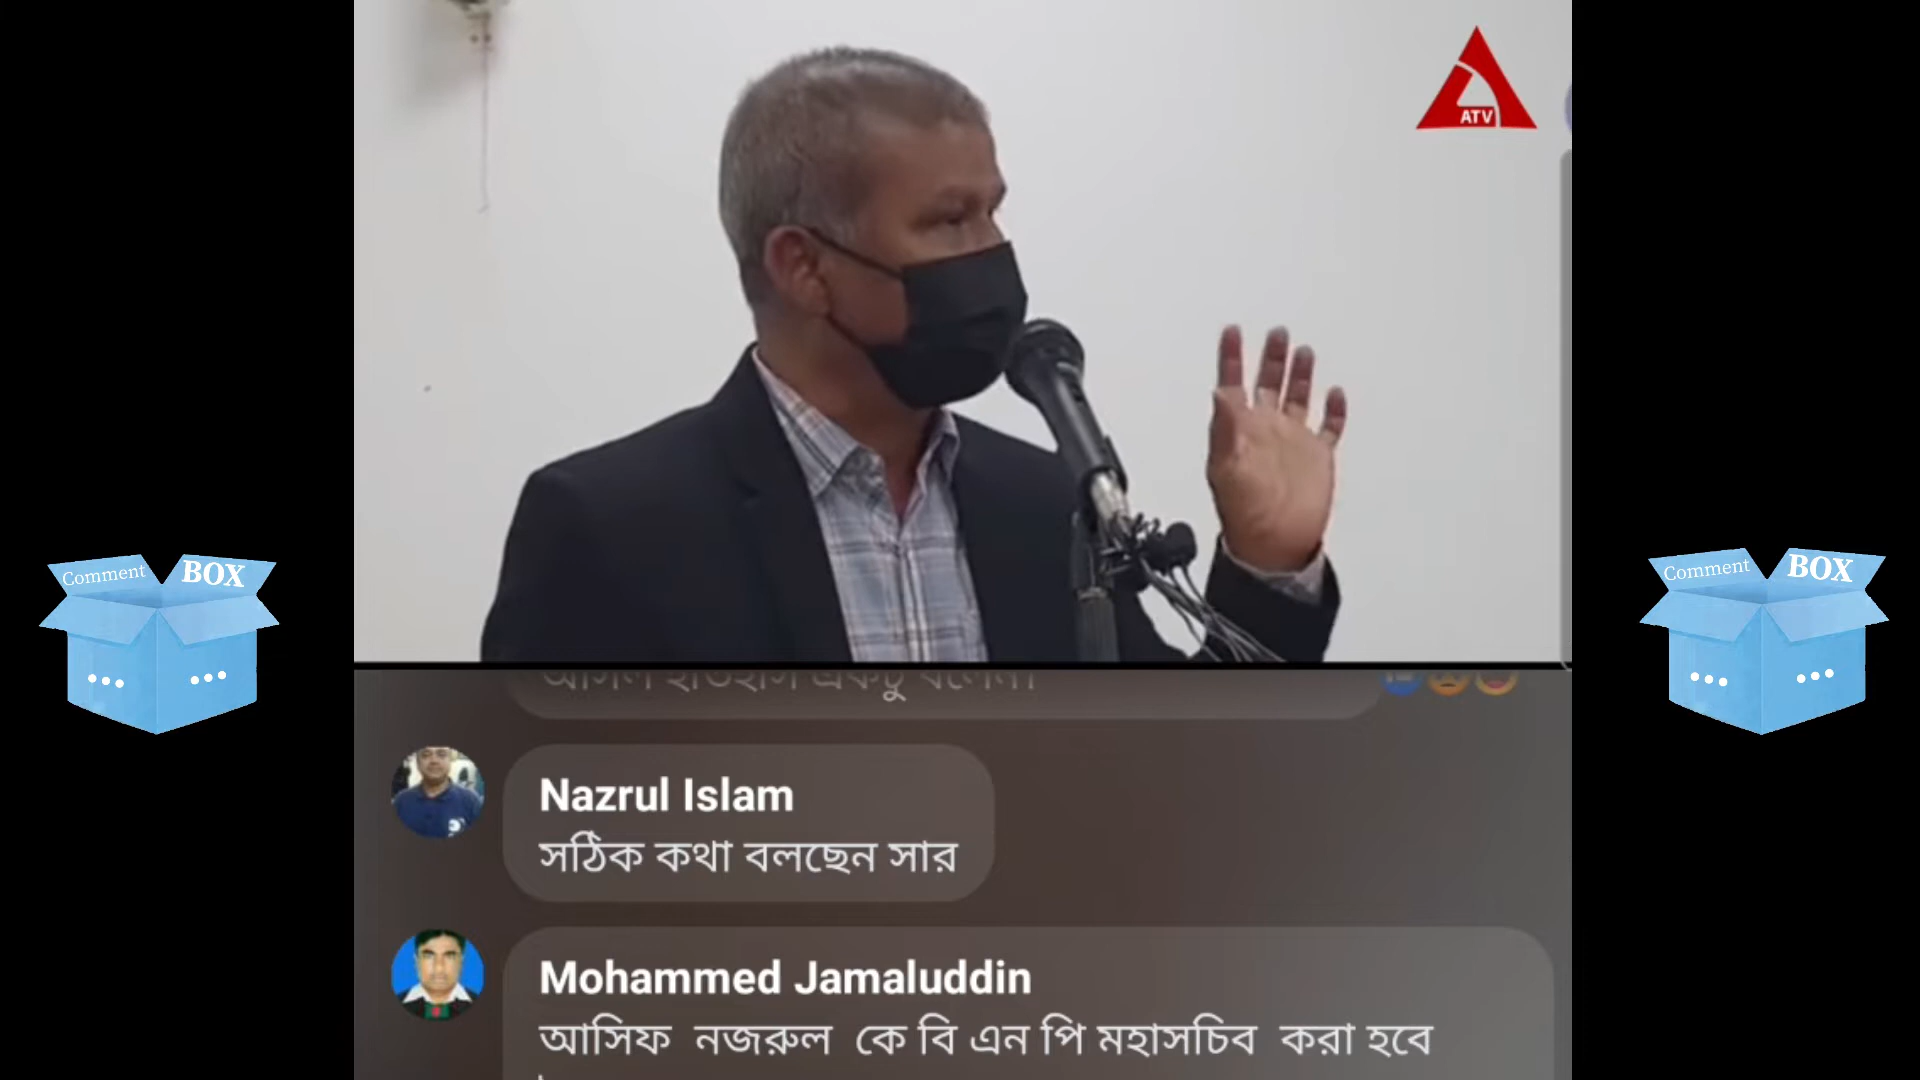 ATV
Comment BOX
Comment BOX
Nazrul Islam
সঠিক কথা বলছেন সার
Mohammed Jamaluddin
আসিফ নজরুল কে বি এন পি মহাসচিব করা হবে